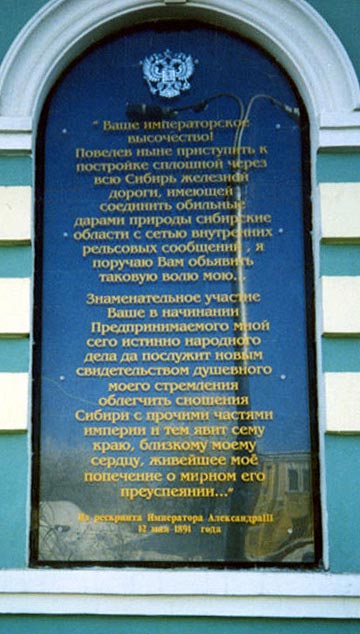 "Ваше императорское
высочество!
Повелев ныне приступить к
постройке сплошной через
всю Сибирь железной
дороги, имеющей
соединить обильные
дарами природы сибирские
области с сетью внутренних
рельсовых сообщений , я
поручаю Вам объявить
таковую волю мою...
Знаменательное участие
Ваше в начинании
Предпринимаемого мной
сего истинно народного
дела да послужит новым
свидетельством душевного
моего стремления
облегчить сношения
Сибири с прочими частями
империи и тем явит сему
краю, близкому моему
сердцу, живейшее моё
попечение о мирном его
преуспеянии..."
Из рескрипта Императора АлександраIII
12 мая 1891 года